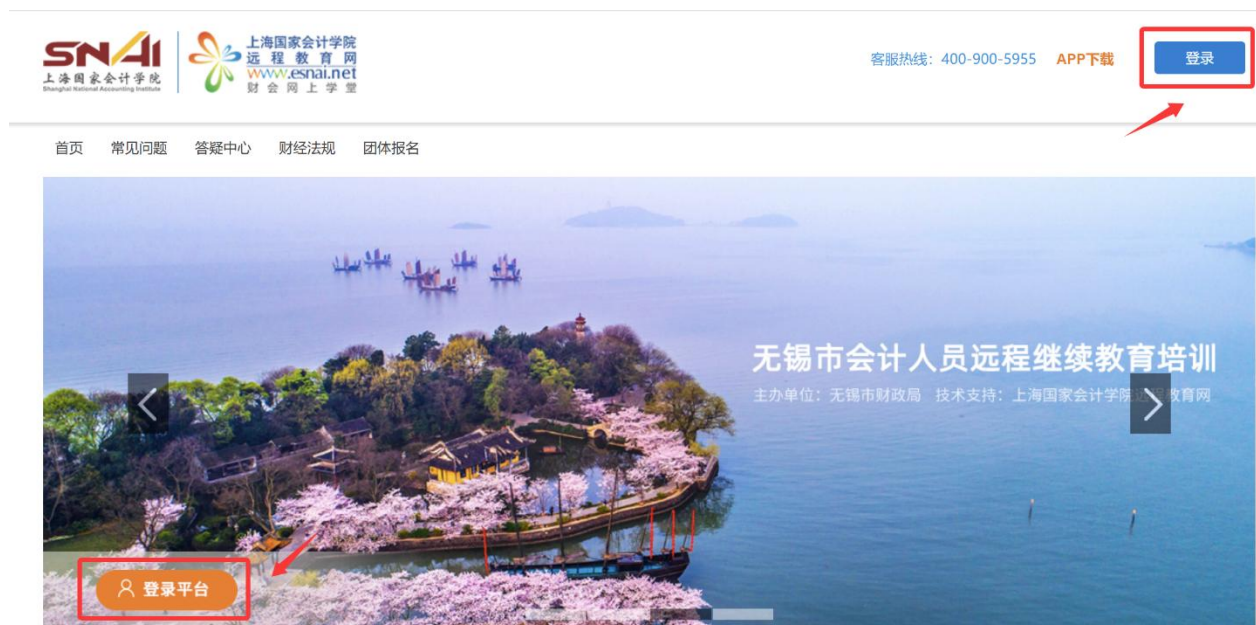 SNAI
上海国家会计学院
Shanghai National Accounting Institute
上海国家会计学院
远程教育网
www.esnai.net
财会网上学堂
客服热线：400-900-5955 APP下载
登录
首页 常见问题 答疑中心 财经法规 团体报名
无锡市会计人员远程继续教育培训
主办单位：无锡市财政局 技术支持：上海国家会计学院远程教育网
登录平台